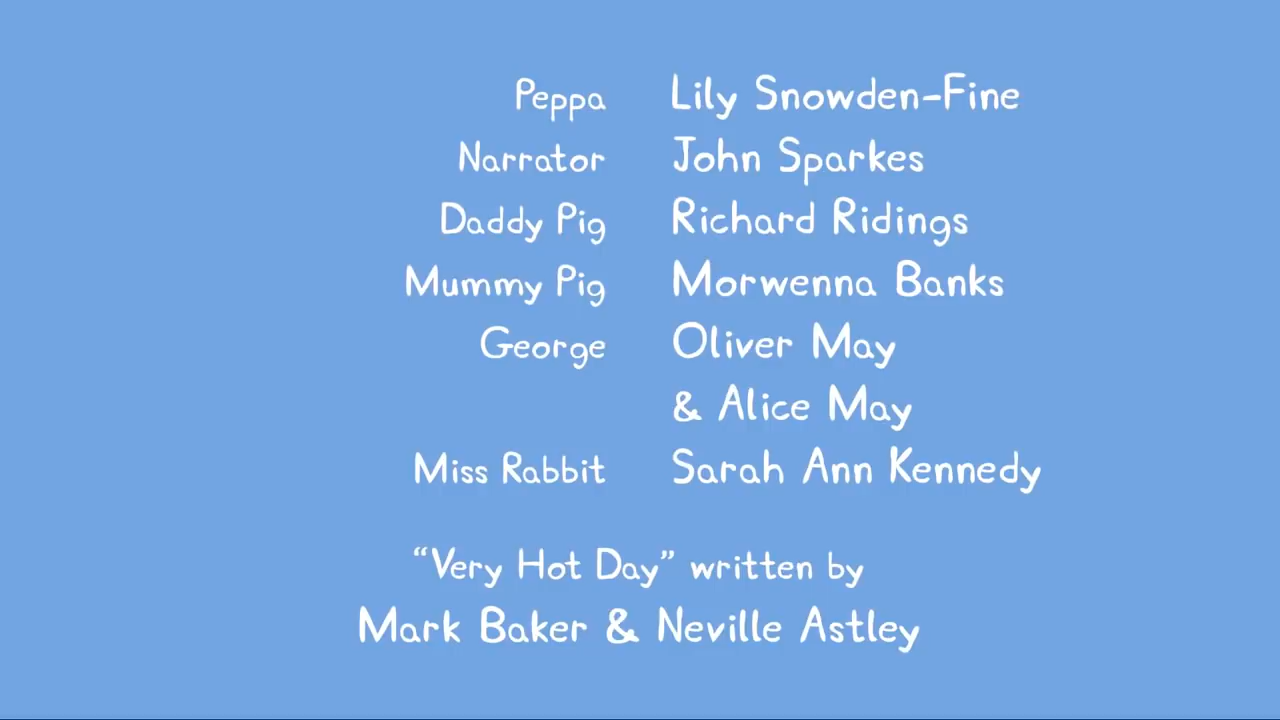 Peppa Lily Snowden-Fine
Narrator John Sparkes
Daddy Pig Richard Ridings
Mummy Pig Morwenna Banks
George Oliver May
& Alice May
Miss Rabbit Sarah Ann Kennedy
“Very Hot Day” written by
Mark Baker & Neville Astley